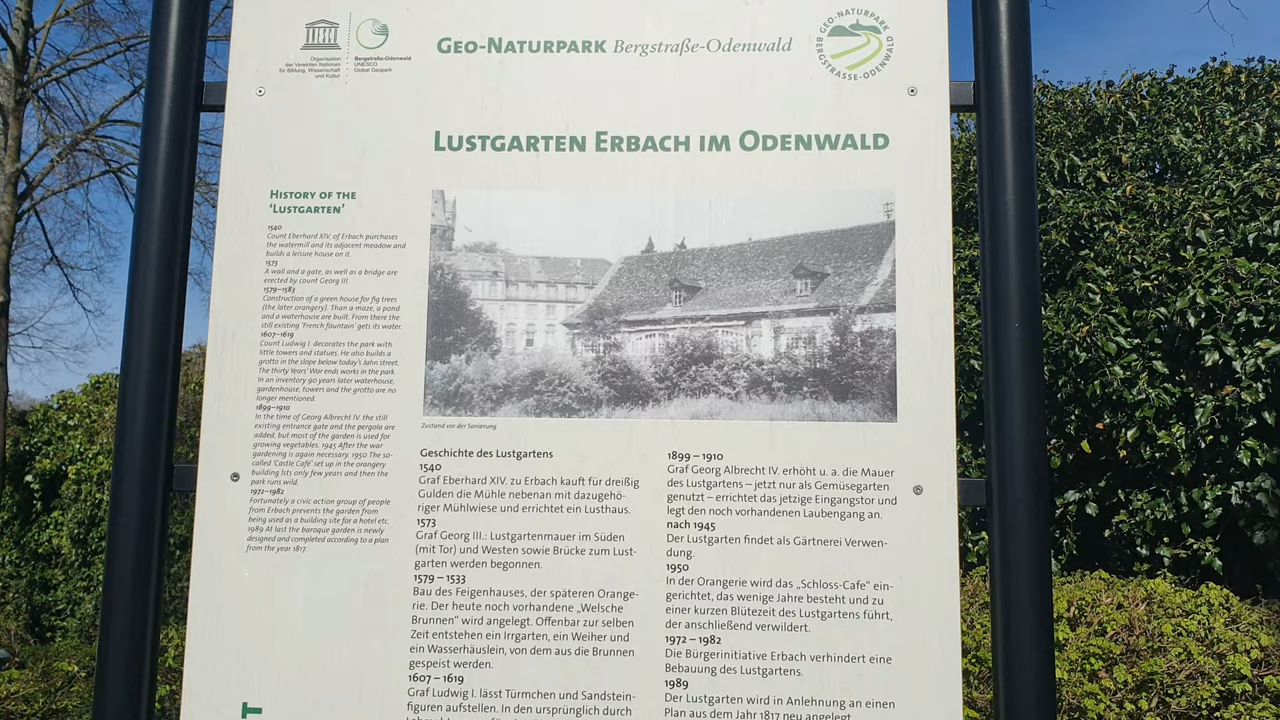 UNESCO
Organisation
der Vereinten Nationen
für Bildung, Wissenschaft
und Kultur
Bergstraße-Odenwald
UNESCO
Global Geopark
GEO-NATURPARK Bergstraße-Odenwald
GEO-NATURPARK
BERGSTRASSE-ODENWALD
LUSTGARTEN ERBACH IM ODENWALD
HISTORY OF THE
‘LUSTGARTEN’
1540
Count Eberhard XIV. of Erbach purchases
the watermill and its adjacent meadow and
builds a leisure house on it.
1573
A wall and a gate, as well as a bridge are
erected by count Georg III.
1579–1583
Construction of a green house for fig trees
(the later orangery). Than a maze, a pond
and a waterhouse are built. From there the
still existing ‘French fountain’ gets its water.
1607–1619
Count Ludwig I. decorates the park with
little towers and statues. He also builds a
grotto in the slope below today’s Jahn street.
The thirty Years’ War ends works in the park.
In an inventory 90 years later waterhouse,
gardenhouse, towers and the grotto are no
longer mentioned.
1899–1910
In the time of Georg Albrecht IV. the still
existing entrance gate and the pergola are
added, but most of the garden is used for
growing vegetables. 1945 After the war
gardening is again necessary. 1950 The so-
called ‘Castle Café’ set up in the orangery
building lsts only few years and then the
park runs wild.
1972–1982
Fortunately a civic action group of people
from Erbach prevents the garden from
being used as a building site for a hotel etc.
1989 At last the baroque garden is newly
designed and completed according to a plan
from the year 1817.
Zustand vor der Sanierung
Geschichte des Lustgartens
1540
Graf Eberhard XIV. zu Erbach kauft für dreißig
Gulden die Mühle nebenan mit dazugehö-
riger Mühlwiese und errichtet ein Lusthaus.
1573
Graf Georg III.: Lustgartenmauer im Süden
(mit Tor) und Westen sowie Brücke zum Lust-
garten werden begonnen.
1579 – 1533
Bau des Feigenhauses, der späteren Orange-
rie. Der heute noch vorhandene „Welsche
Brunnen“ wird angelegt. Offenbar zur selben
Zeit entstehen ein Irrgarten, ein Weiher und
ein Wasserhäuslein, von dem aus die Brunnen
gespeist werden.
1607 – 1619
Graf Ludwig I. lässt Türmchen und Sandstein-
figuren aufstellen. In den ursprünglich durch
1899 – 1910
Graf Georg Albrecht IV. erhöht u. a. die Mauer
des Lustgartens – jetzt nur als Gemüsegarten
genutzt – errichtet das jetzige Eingangstor und
legt den noch vorhandenen Laubengang an.
nach 1945
Der Lustgarten findet als Gärtnerei Verwen-
dung.
1950
In der Orangerie wird das „Schloss-Cafe“ ein-
gerichtet, das wenige Jahre besteht und zu
einer kurzen Blütezeit des Lustgartens führt,
der anschließend verwildert.
1972 – 1982
Die Bürgerinitiative Erbach verhindert eine
Bebauung des Lustgartens.
1989
Der Lustgarten wird in Anlehnung an einen
Plan aus dem Jahr 1817 neu angelegt.
T